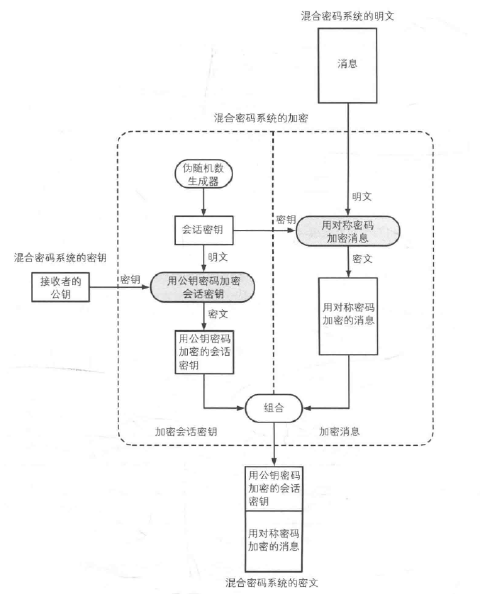 混合密码系统的明文
消息
混合密码系统的加密
伪随机数
生成器
明文
会话密钥
密钥
用对称密码
加密消息
混合密码系统的密钥
明文
密文
接收者的
公钥
密钥
用公钥密码加密
会话密钥
用对称密码
加密的消息
密文
用公钥密码
加密的会话
密钥
组合
加密会话密钥
加密消息
用公钥密码
加密的会话
密钥
用对称密码
加密的消息
混合密码系统的密文